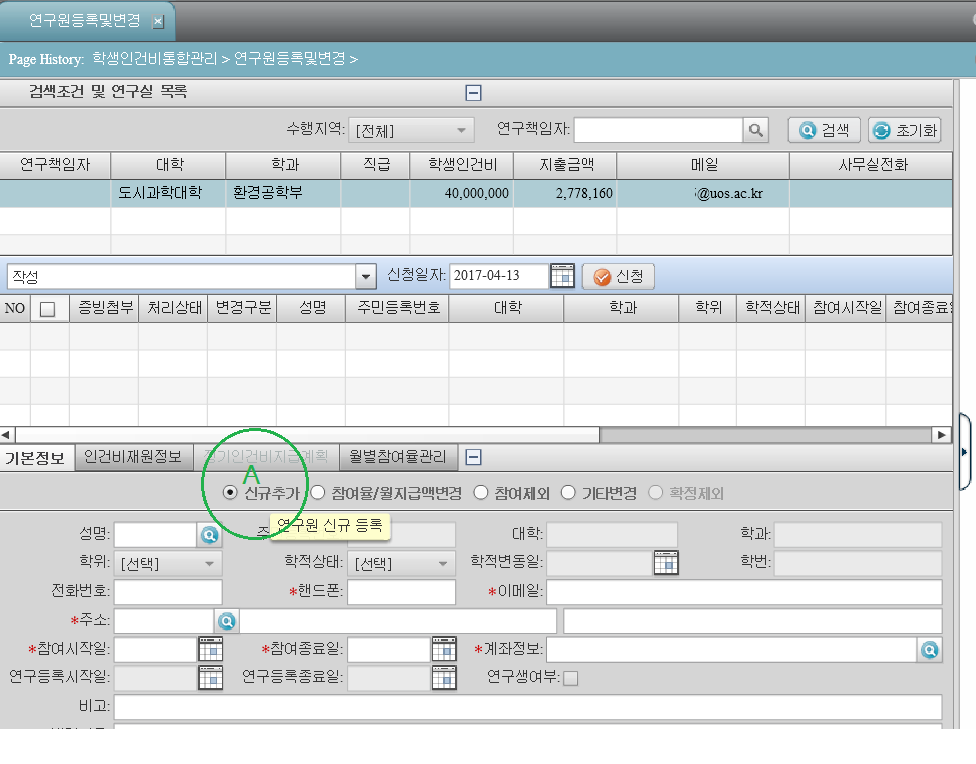 연구원등록및변경
Page History: 학생인건비통합관리 > 연구원등록및변경 >
검색조건 및 연구실 목록
수행지역: [전체] 연구책임자: 검색 초기화
연구책임자 대학 학과 직급 학생인건비 지출금액 메일 사무실전화
도시과학대학 환경공학부 40,000,000 2,778,160 @uos.ac.kr
작성 신청일자: 2017-04-13 신청
NO 증빙첨부 처리상태 변경구분 성명 주민등록번호 대학 학과 학위 학적상태 참여시작일 참여종료일
기본정보 인건비재원정보 정기인건비지급계획 월별참여율관리
A
신규추가 참여율/월지급액변경 참여제외 기타변경 확정제외
연구원 신규 등록
성명: 주 대학: 학과:
학위: [선택] 학적상태: [선택] 학적변동일: 학번:
전화번호: *핸드폰: *이메일:
*주소:
*참여시작일: *참여종료일: *계좌정보:
연구등록시작일: 연구등록종료일: 연구생여부:
비고: